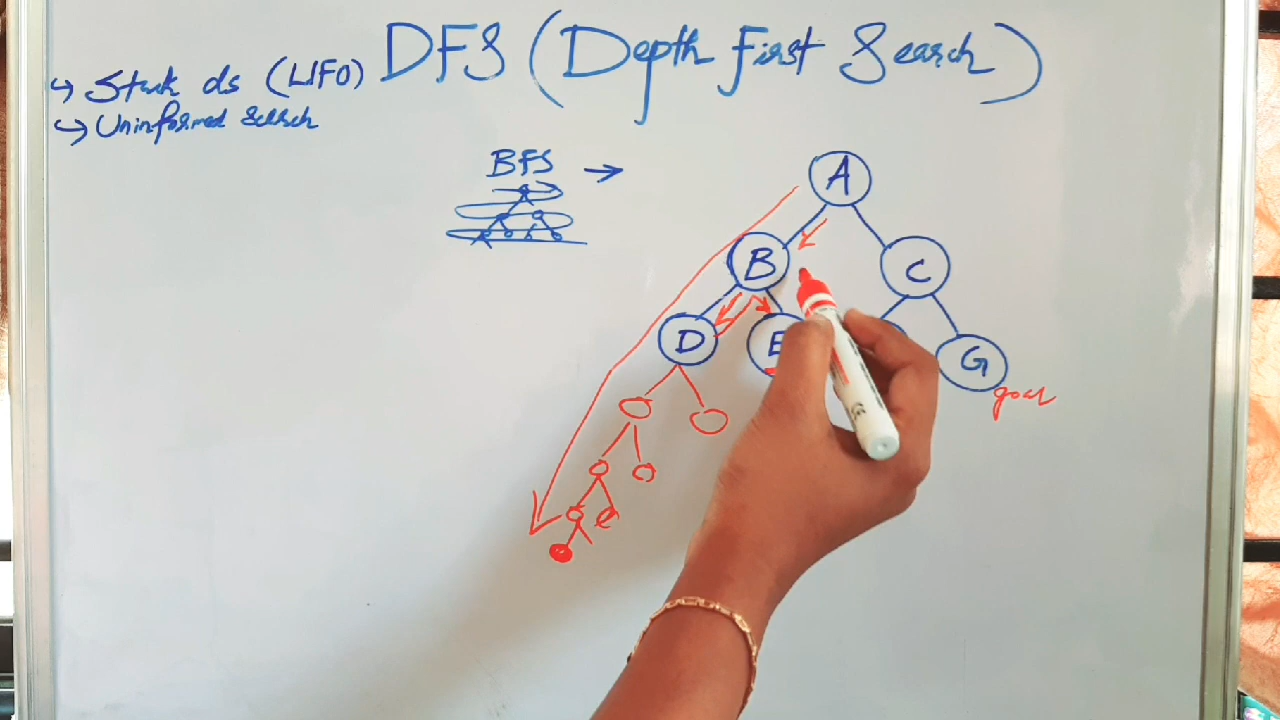 DFS (Depth First Search)
→ Stack ds (LIFO)
→ Uninformed search
BFS →
A
B
C
D
E
G
goal